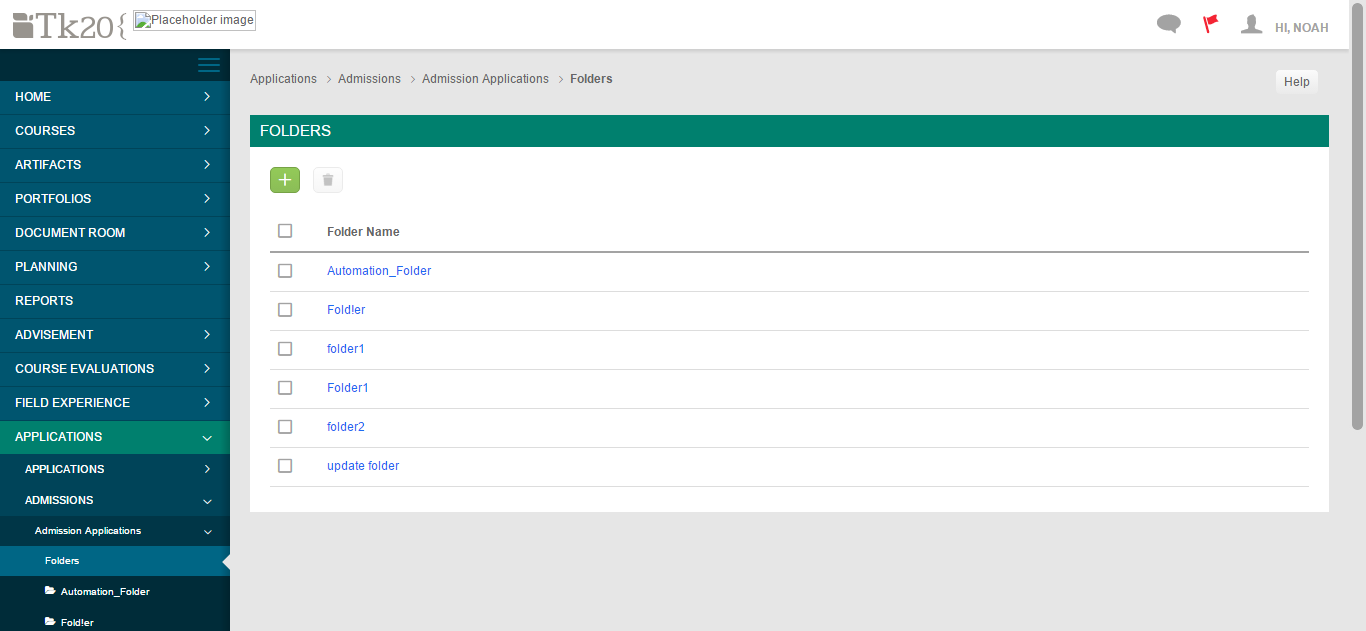 Tk20{
Placeholder image
HI, NOAH
HOME
COURSES
ARTIFACTS
PORTFOLIOS
DOCUMENT ROOM
PLANNING
REPORTS
ADVISEMENT
COURSE EVALUATIONS
FIELD EXPERIENCE
APPLICATIONS
APPLICATIONS
ADMISSIONS
Admission Applications
Folders
Automation_Folder
Fold!er
Applications > Admissions > Admission Applications > Folders
Help
FOLDERS
Folder Name
Automation_Folder
Fold!er
folder1
Folder1
folder2
update folder